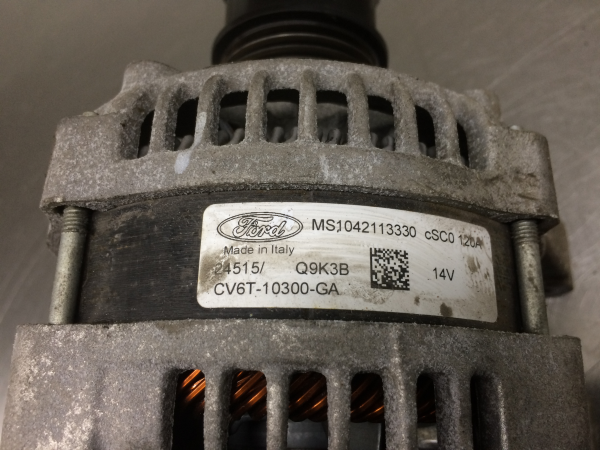 Ford MS1042113330 cSC0 120A
Made in Italy
24515/ Q9K3B 14V
CV6T-10300-GA